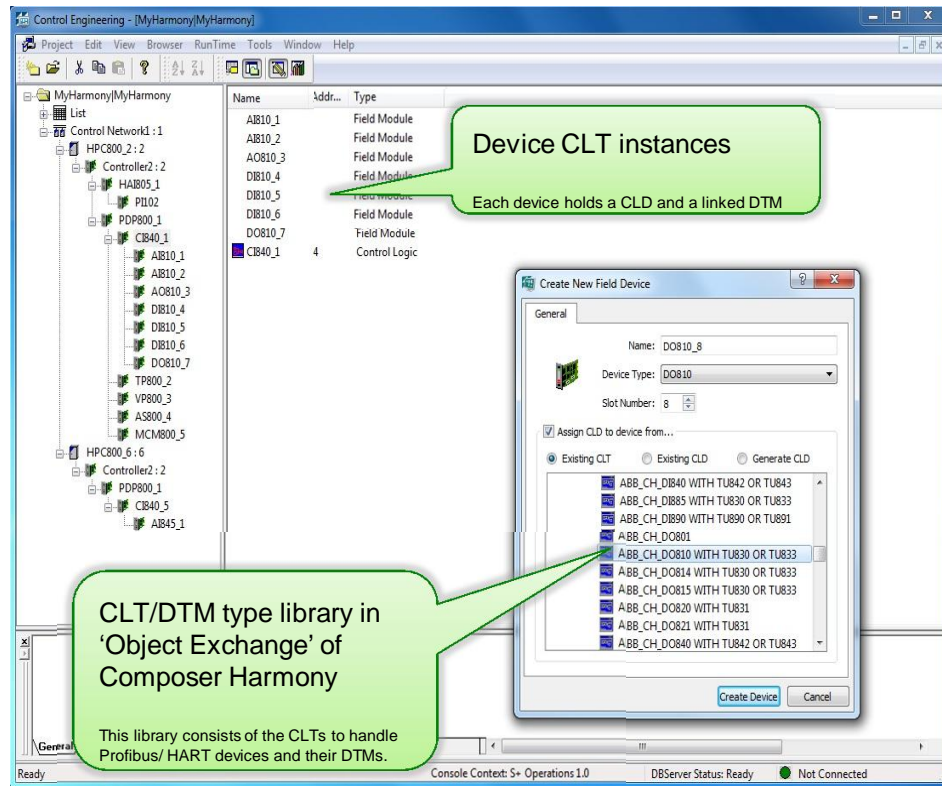 Control Engineering - [MyHarmony|MyHarmony]
Project Edit View Browser RunTime Tools Window Help
MyHarmony|MyHarmony
List
Control Network1 : 1
HPC800_2 : 2
Controller2 : 2
HAI805_1
PI102
PDP800_1
CI840_1
AI810_1
AI810_2
AO810_3
DI810_4
DI810_5
DI810_6
DO810_7
TP800_2
VP800_3
AS800_4
MCM800_5
HPC800_6 : 6
Controller2 : 2
PDP800_1
CI840_5
AI845_1
Name Addr... Type
AI810_1 Field Module
AI810_2 Field Module
AO810_3 Field Module
DI810_4 Field Module
DI810_5 Field Module
DI810_6 Field Module
DO810_7 Field Module
CI840_1 4 Control Logic
Device CLT instances
Each device holds a CLD and a linked DTM
Create New Field Device
General
Name: DO810_8
Device Type: DO810
Slot Number: 8
Assign CLD to device from...
Existing CLT Existing CLD Generate CLD
ABB_CH_DI840 WITH TU842 OR TU843
ABB_CH_DI885 WITH TU830 OR TU833
ABB_CH_DI890 WITH TU890 OR TU891
ABB_CH_DO801
ABB_CH_DO810 WITH TU830 OR TU833
ABB_CH_DO814 WITH TU830 OR TU833
ABB_CH_DO815 WITH TU830 OR TU833
ABB_CH_DO820 WITH TU831
ABB_CH_DO821 WITH TU831
ABB_CH_DO840 WITH TU842 OR TU843
Create Device Cancel
CLT/DTM type library in
‘Object Exchange’ of
Composer Harmony
This library consists of the CLTs to handle
Profibus/ HART devices and their DTMs.
General
Ready Console Context: S+ Operations 1.0 DBServer Status: Ready Not Connected